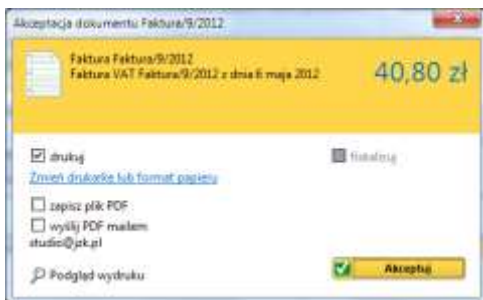 Akceptacja dokumentu Faktura/9/2012
Faktura Faktura/9/2012
Faktura VAT Faktura/9/2012 z dnia 6 maja 2012
40,80 zł
drukuj
fiskalizuj
Zmień drukarkę lub format papieru
zapisz plik PDF
wyślij PDF mailem
studio@jzk.pl
Podgląd wydruku
Akceptuj